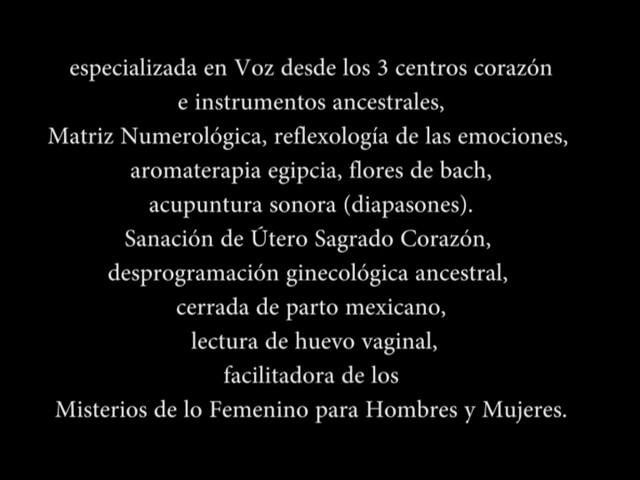 especializada en Voz desde los 3 centros corazón
e instrumentos ancestrales,
Matriz Numerológica, reflexología de las emociones,
aromaterapia egipcia, flores de bach,
acupuntura sonora (diapasones).
Sanación de Útero Sagrado Corazón,
desprogramación ginecológica ancestral,
cerrada de parto mexicano,
lectura de huevo vaginal,
facilitadora de los
Misterios de lo Femenino para Hombres y Mujeres.